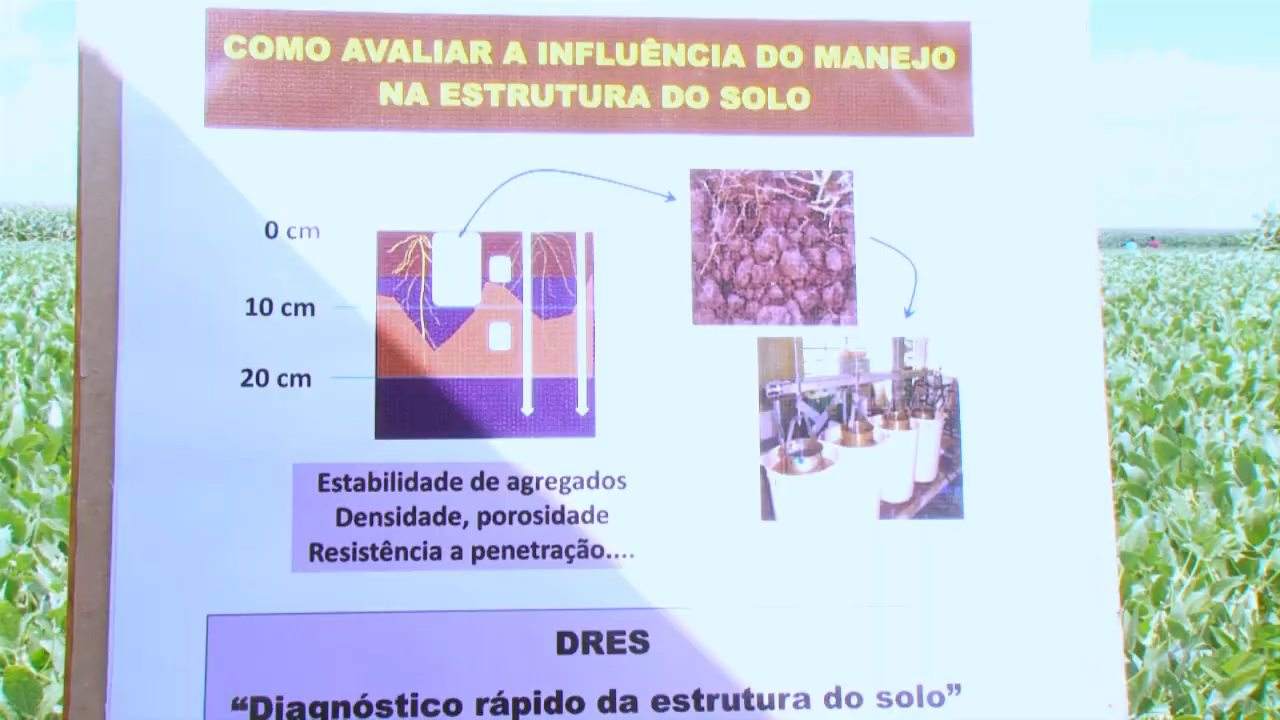 COMO AVALIAR A INFLUÊNCIA DO MANEJO
NA ESTRUTURA DO SOLO
0 cm
10 cm
20 cm
Estabilidade de agregados
Densidade, porosidade
Resistência a penetração....
DRES
“Diagnóstico rápido da estrutura do solo”